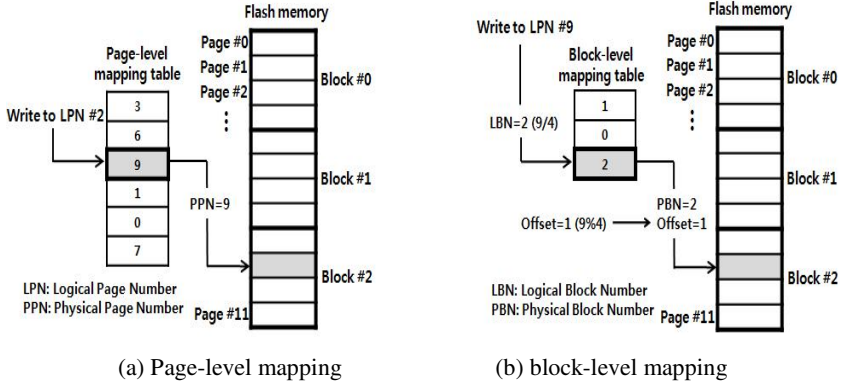 Flash memory
Page-level
mapping table
Page #0
Page #1
Page #2
Block #0
Write to LPN #2
3
6
9
1
0
7
PPN=9
Block #1
Block #2
Page #11
LPN: Logical Page Number
PPN: Physical Page Number
(a) Page-level mapping
Flash memory
Write to LPN #9
Block-level
mapping table
Page #0
Page #1
Page #2
Block #0
LBN=2 (9/4)
1
0
2
Block #1
PBN=2
Offset=1 (9%4)
Offset=1
Block #2
LBN: Logical Block Number
PBN: Physical Block Number
Page #11
(b) block-level mapping